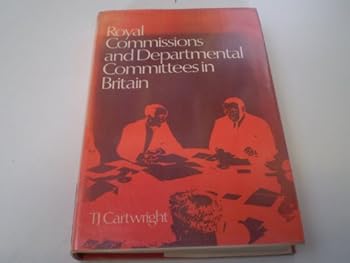 Royal
Commissions
and Departmental
Committees in
Britain
TJ Cartwright